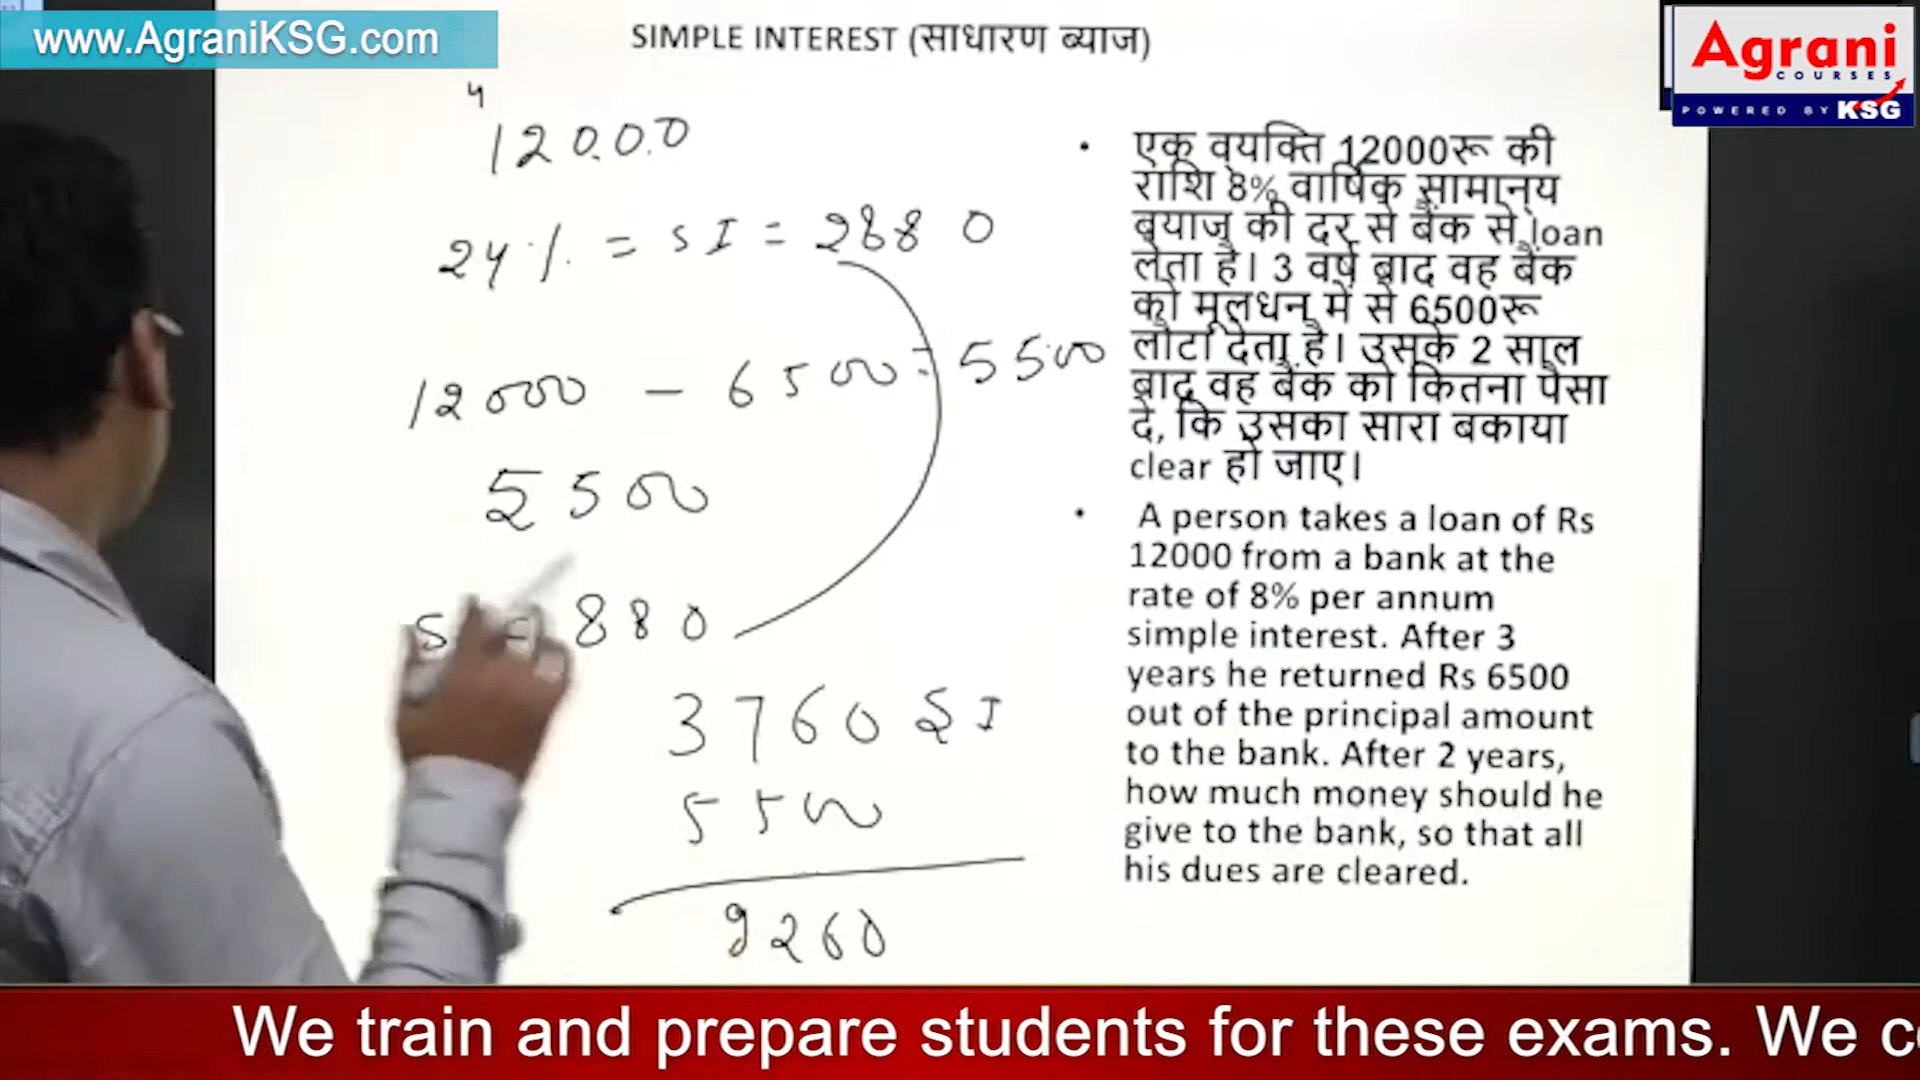 www.AgraniKSG.com
SIMPLE INTEREST (साधारण ब्याज)
Agrani
COURSES
POWERED BY KSG
4
12000
24% = SI = 2880
12000 - 6500 = 5500
5500
880
3760 SI
5500
9260
• एक व्यक्ति 12000रू की
राशि 8% वार्षिक सामान्य
ब्याज की दर से बैंक से loan
लेता है। 3 वर्ष बाद वह बैंक
को मूलधन में से 6500रू
लौटा देता है। उसके 2 साल
बाद वह बैंक को कितना पैसा
दे, कि उसका सारा बकाया
clear हो जाए।
• A person takes a loan of Rs
12000 from a bank at the
rate of 8% per annum
simple interest. After 3
years he returned Rs 6500
out of the principal amount
to the bank. After 2 years,
how much money should he
give to the bank, so that all
his dues are cleared.
We train and prepare students for these exams. We c